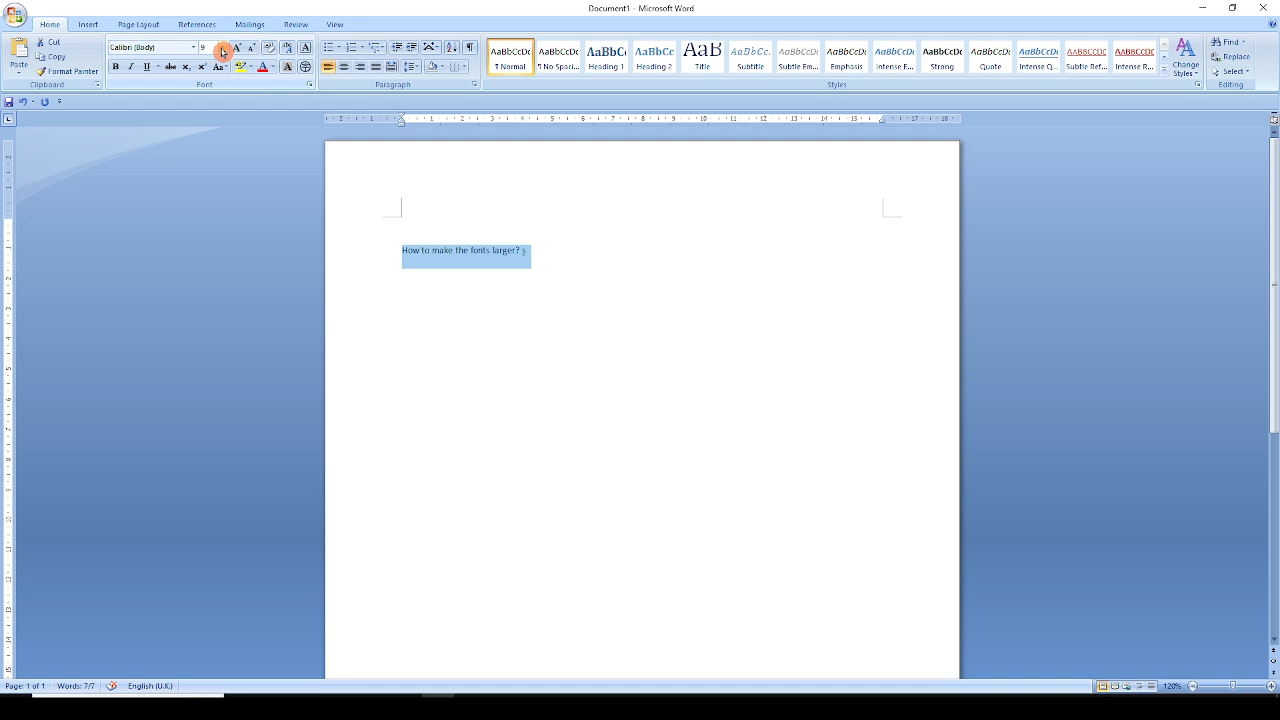 Document1 - Microsoft Word
Home Insert Page Layout References Mailings Review View
Paste
Cut
Copy
Format Painter
Clipboard
Calibri (Body) 9
Font
Paragraph
AaBbCcDc AaBbCcDc AaBbC AaBbCc AaB AaBbCc. AaBbCcDc AaBbCcDc AaBbCcDc AaBbCcDc AaBbCcDc AaBbCcDc AABBCCDC AABBCCDC
¶ Normal ¶ No Spaci... Heading 1 Heading 2 Title Subtitle Subtle Em... Emphasis Intense E... Strong Quote Intense Q... Subtle Ref... Intense R...
Styles
Change Styles
Find
Replace
Select
Editing
How to make the fonts larger?
Page: 1 of 1 Words: 7/7 English (U.K.) 120%